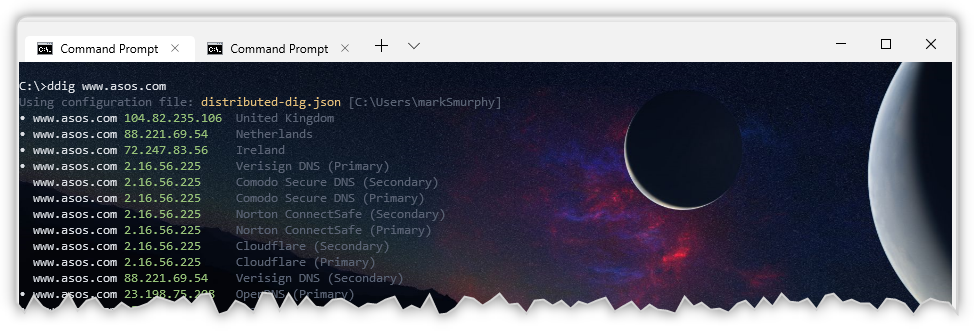 Command Prompt Command Prompt
C:\>ddig www.asos.com
Using configuration file: distributed-dig.json [C:\Users\markSmurphy]
• www.asos.com 104.82.235.106 United Kingdom
• www.asos.com 88.221.69.54 Netherlands
• www.asos.com 72.247.83.56 Ireland
• www.asos.com 2.16.56.225 Verisign DNS (Primary)
www.asos.com 2.16.56.225 Comodo Secure DNS (Secondary)
www.asos.com 2.16.56.225 Comodo Secure DNS (Primary)
www.asos.com 2.16.56.225 Norton ConnectSafe (Secondary)
www.asos.com 2.16.56.225 Norton ConnectSafe (Primary)
www.asos.com 2.16.56.225 Cloudflare (Secondary)
www.asos.com 2.16.56.225 Cloudflare (Primary)
www.asos.com 88.221.69.54 Verisign DNS (Secondary)
• www.asos.com OpenDNS (Primary)